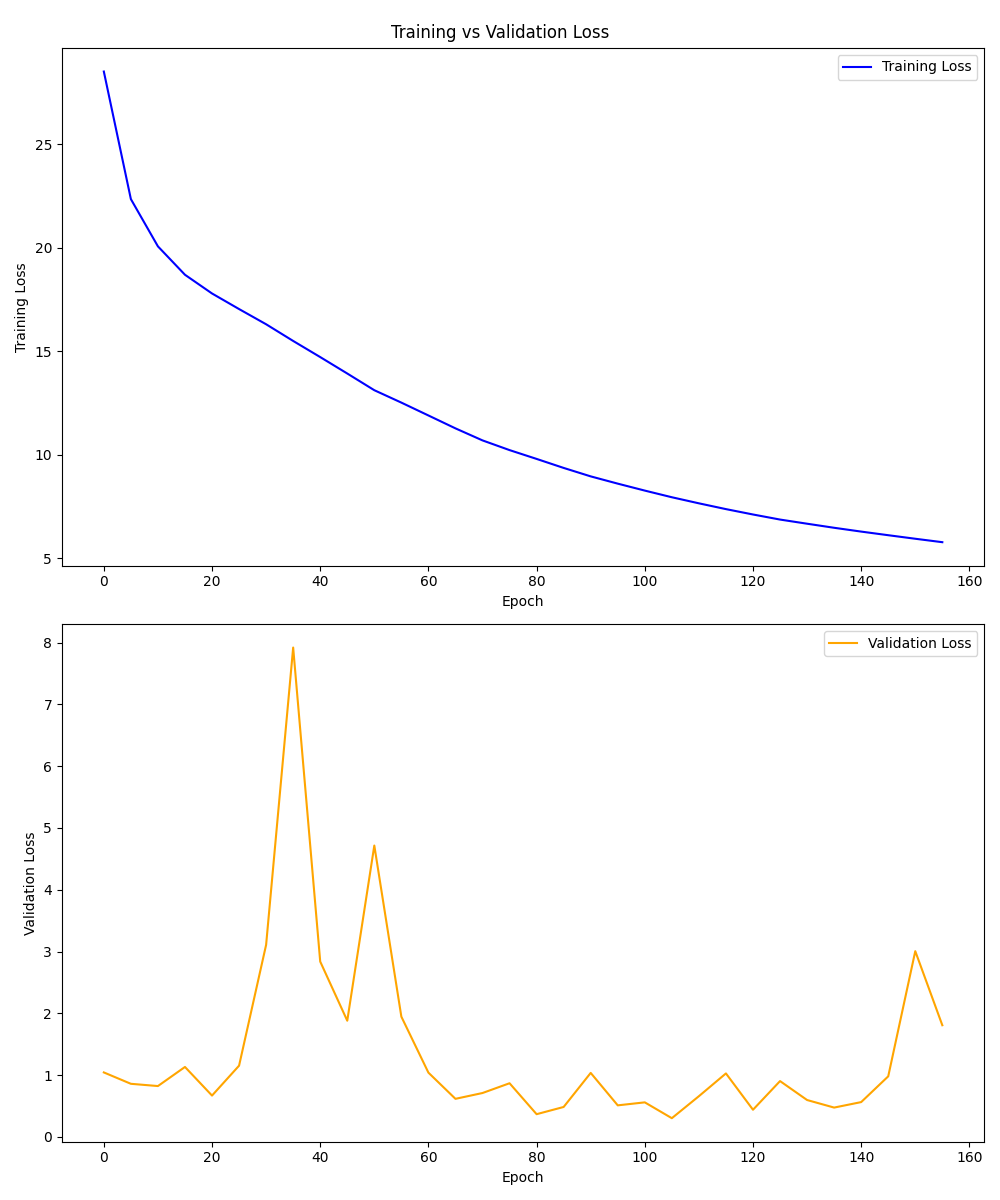 Training vs Validation Loss
Training Loss
25
20
15
10
5
Training Loss
0 20 40 60 80 100 120 140 160
Epoch
Validation Loss
8
7
6
5
4
3
2
1
0
Validation Loss
0 20 40 60 80 100 120 140 160
Epoch